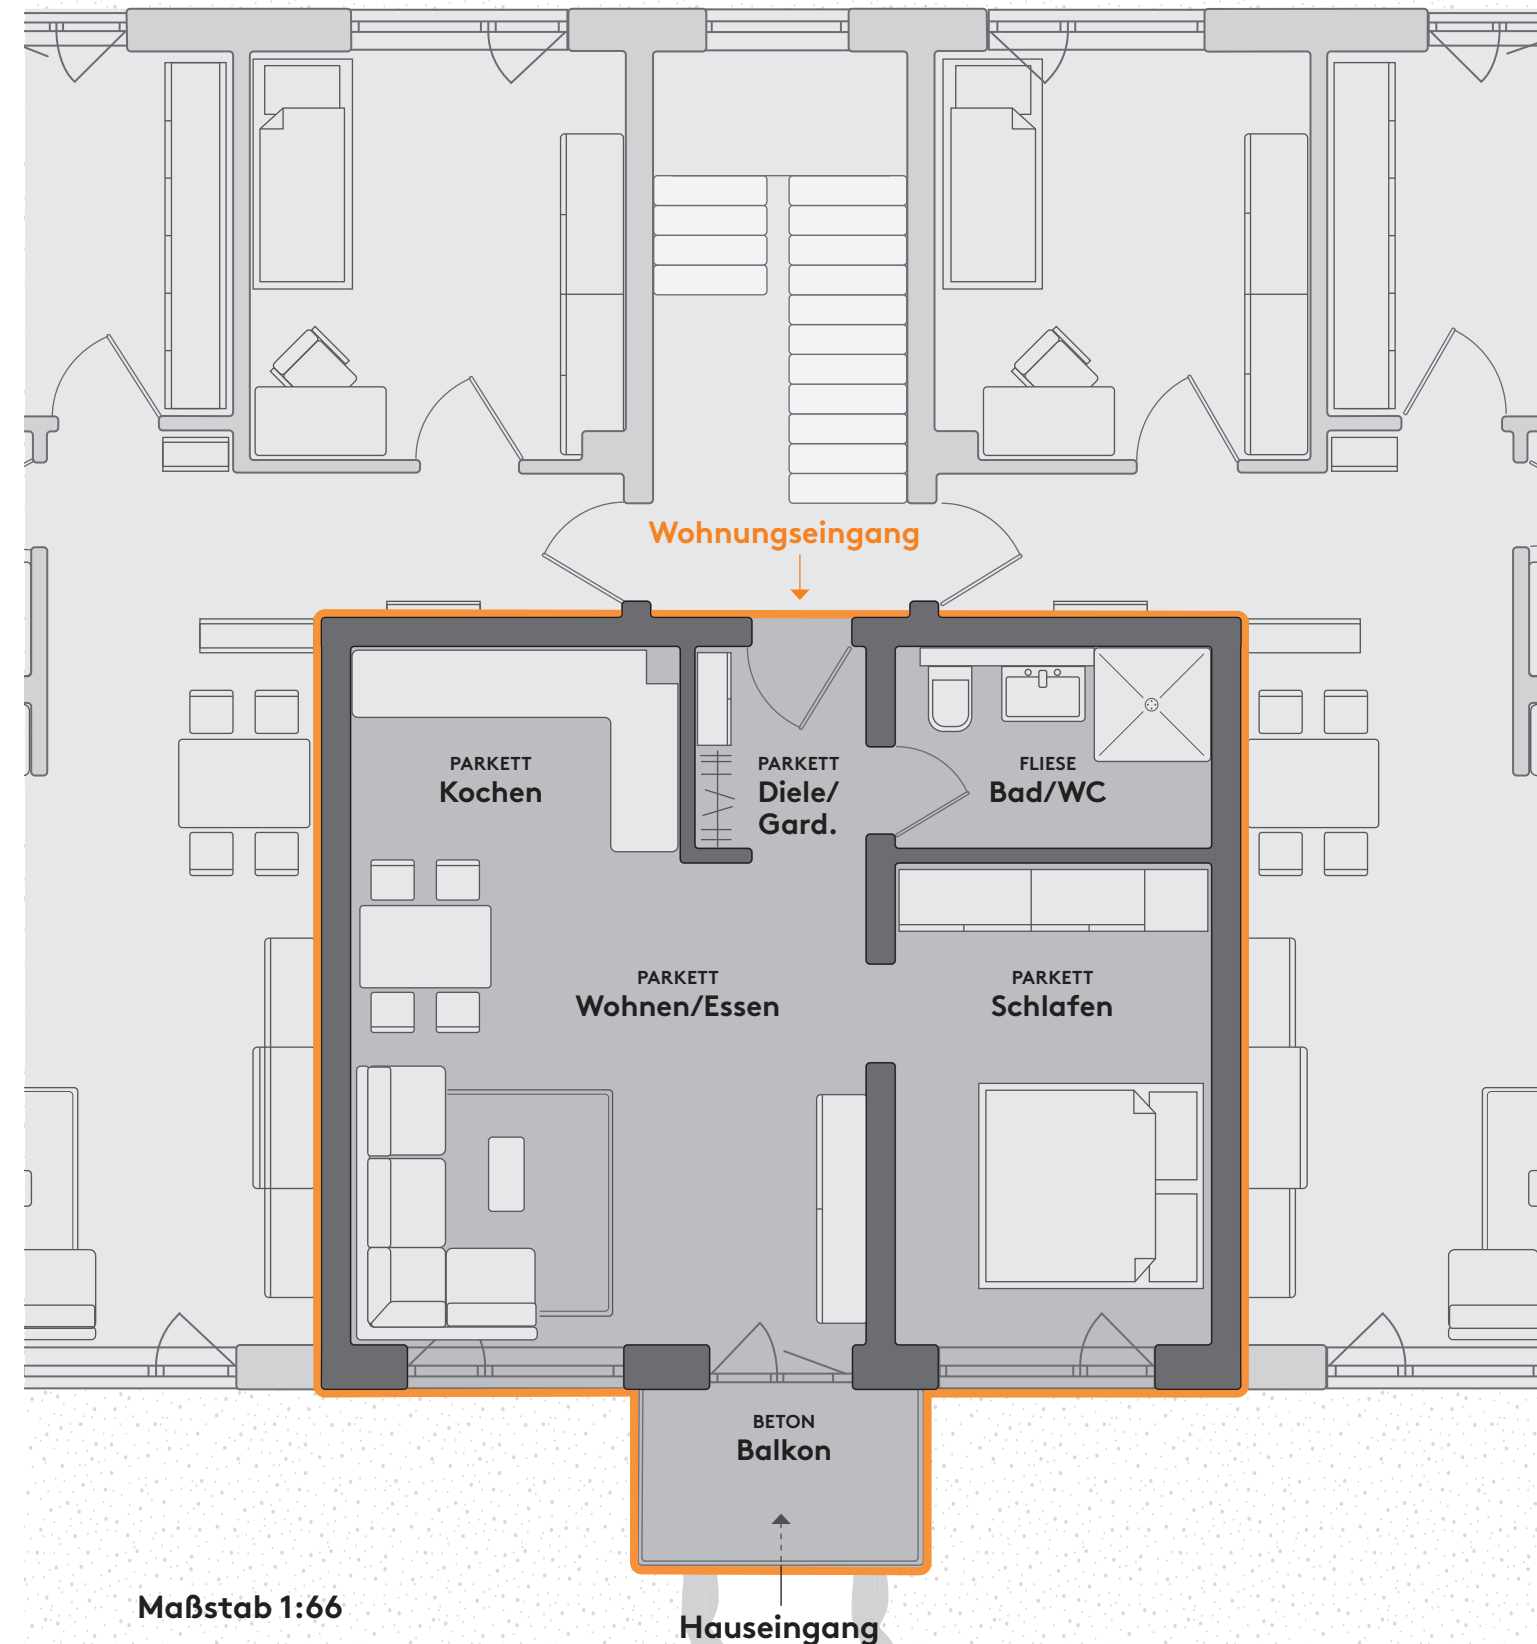 Wohnungseingang
PARKETT
Kochen
PARKETT
Diele/
Gard.
FLIESE
Bad/WC
PARKETT
Wohnen/Essen
PARKETT
Schlafen
BETON
Balkon
Maßstab 1:66
Hauseingang